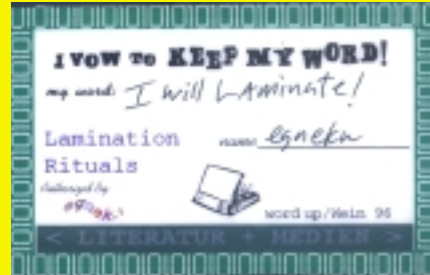 I VOW TO KEEP MY WORD!
my word: I will LAminate!
Lamination name egnekn
Rituals
Authorized by
word up/Wein 96
< LITERATUR + MEDIEN >